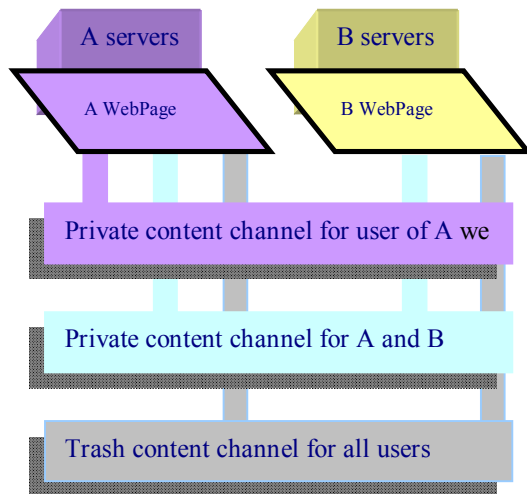 A servers
B servers
A WebPage
B WebPage
Private content channel for user of A we
Private content channel for A and B
Trash content channel for all users